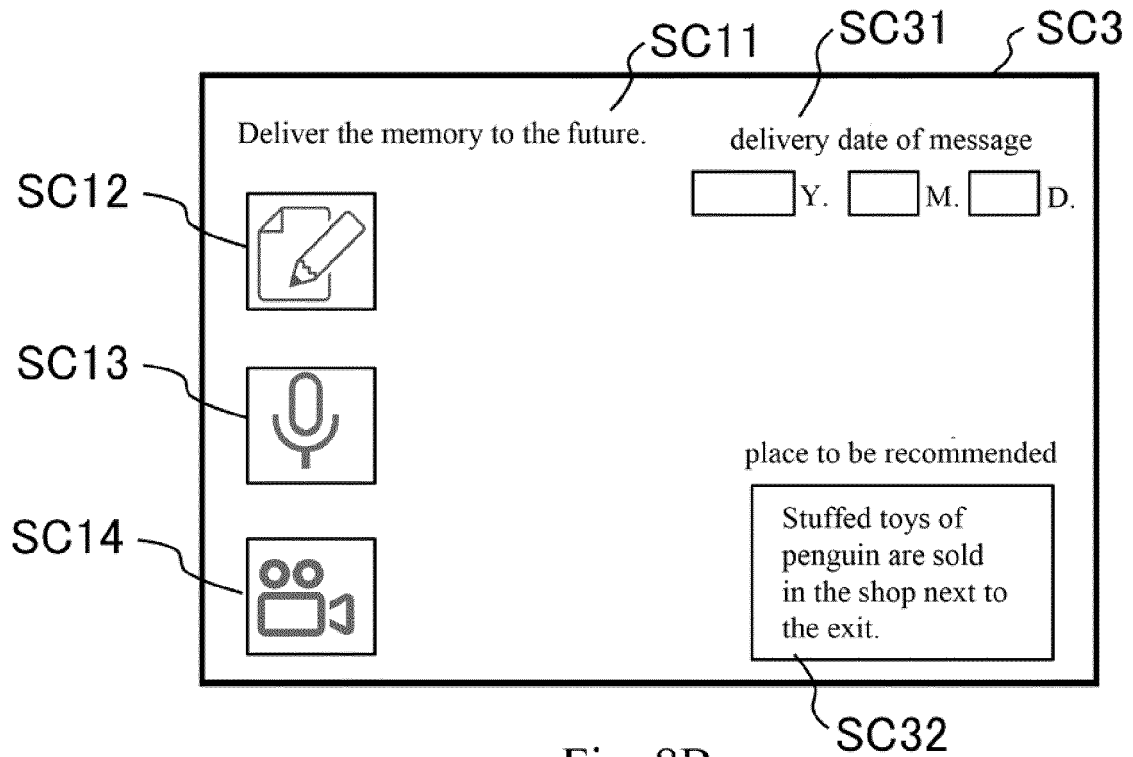 SC11
SC31
SC3
Deliver the memory to the future.
delivery date of message
SC12
Y. M. D.
SC13
place to be recommended
Stuffed toys of
penguin are sold
in the shop next to
the exit.
SC14
SC32